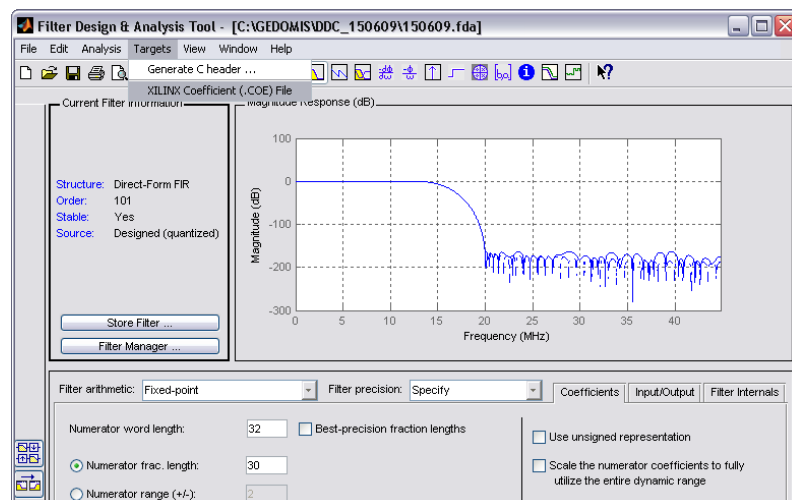 Filter Design & Analysis Tool - [C:\GEDOMIS\DDC_150609\150609.fda]
File Edit Analysis Targets View Window Help
Generate C header ...
XILINX Coefficient (.COE) File
Current Filter Information
Structure: Direct-Form FIR
Order: 101
Stable: Yes
Source: Designed (quantized)
Store Filter ...
Filter Manager ...
Magnitude Response (dB)
100
0
-100
-200
-300
Magnitude (dB)
0 5 10 15 20 25 30 35 40
Frequency (MHz)
Filter arithmetic: Fixed-point Filter precision: Specify Coefficients Input/Output Filter Internals
Numerator word length: 32 Best-precision fraction lengths
Numerator frac. length: 30
Numerator range (+/-): 2
Use unsigned representation
Scale the numerator coefficients to fully
utilize the entire dynamic range